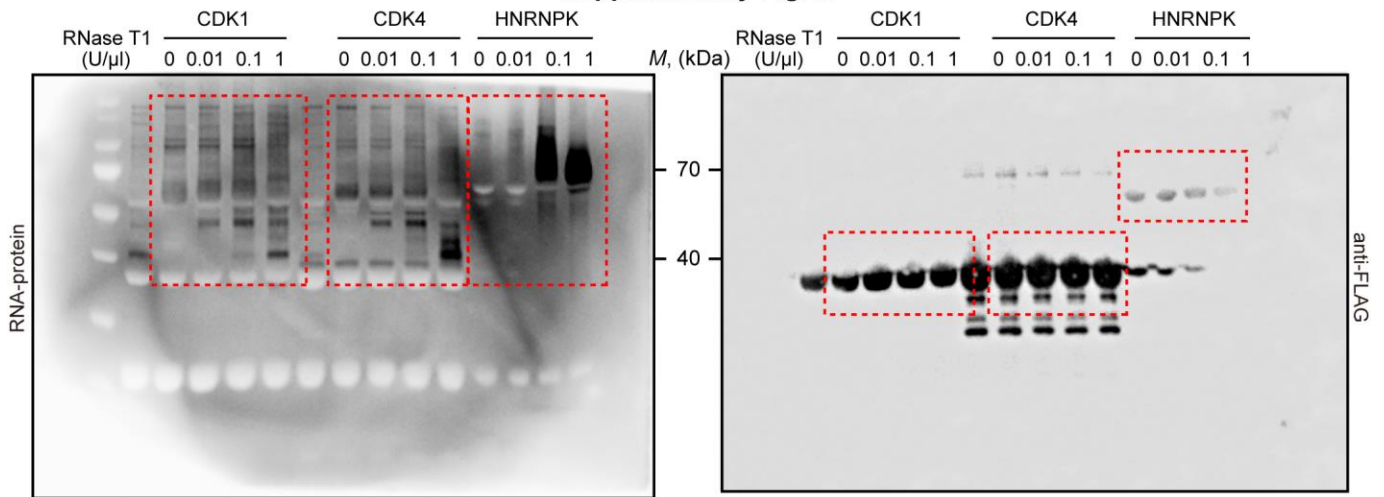 CDK1 CDK4 HNRNPK
RNase T1
(U/µl) 0 0.01 0.1 1 0 0.01 0.1 1 0 0.01 0.1 1
RNA-protein
M, (kDa)
70
40
CDK1 CDK4 HNRNPK
RNase T1
(U/µl) 0 0.01 0.1 1 0 0.01 0.1 1 0 0.01 0.1 1
anti-FLAG